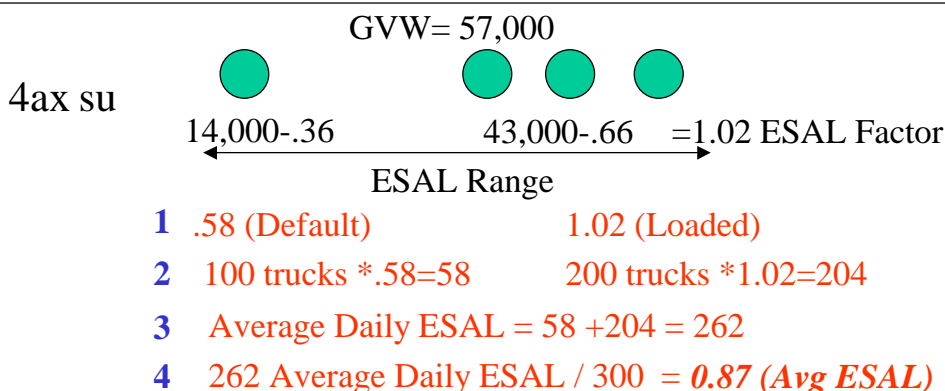 GVW= 57,000
4ax su
14,000-.36 43,000-.66 =1.02 ESAL Factor
ESAL Range
1 .58 (Default) 1.02 (Loaded)
2 100 trucks *.58=58 200 trucks *1.02=204
3 Average Daily ESAL = 58 +204 = 262
4 262 Average Daily ESAL / 300 = 0.87 (Avg ESAL)